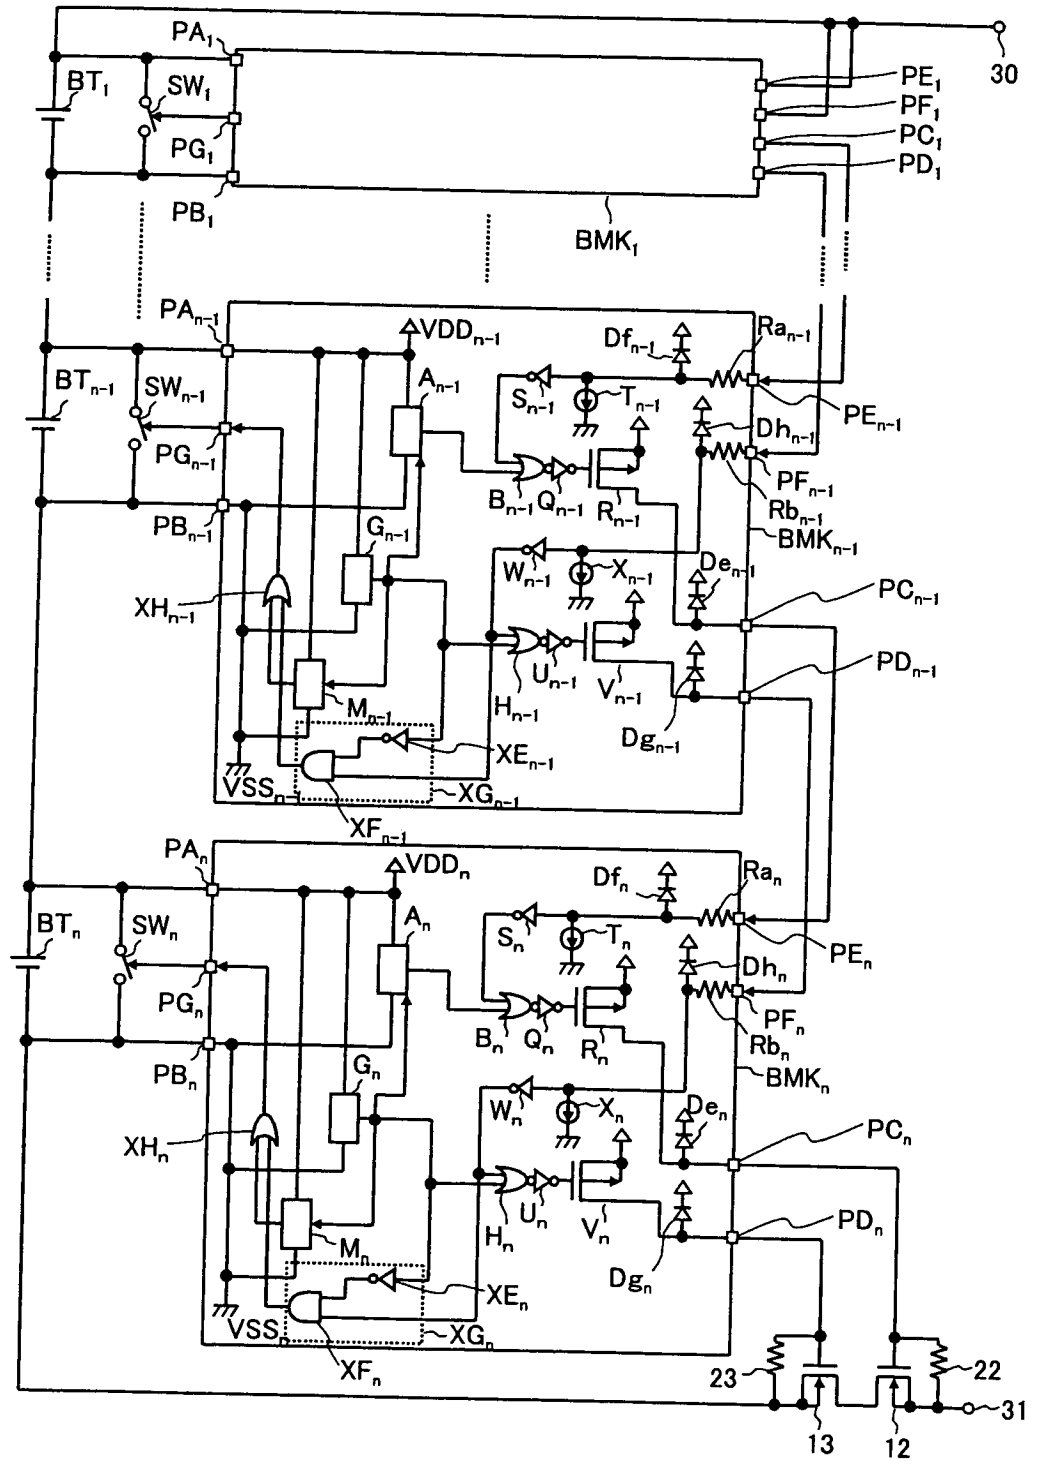 PA₁
BT₁
SW₁
PG₁
PB₁
BMK₁
PE₁
PF₁
PC₁
PD₁
30
PAₙ₋₁
VDDₙ₋₁
BTₙ₋₁
SWₙ₋₁
Aₙ₋₁
Dfₙ₋₁
Raₙ₋₁
Sₙ₋₁
Tₙ₋₁
PEₙ₋₁
Dhₙ₋₁
PGₙ₋₁
PFₙ₋₁
Bₙ₋₁
Qₙ₋₁
Rₙ₋₁
Rbₙ₋₁
PBₙ₋₁
Gₙ₋₁
BMKₙ₋₁
Wₙ₋₁
Xₙ₋₁
Deₙ₋₁
PCₙ₋₁
XHₙ₋₁
Uₙ₋₁
Vₙ₋₁
PDₙ₋₁
Mₙ₋₁
Hₙ₋₁
Dgₙ₋₁
XEₙ₋₁
VSSₙ₋₁
XGₙ₋₁
XFₙ₋₁
PAₙ
VDDₙ
BTₙ
SWₙ
Aₙ
Dfₙ
Raₙ
Sₙ
Tₙ
PEₙ
Dhₙ
PGₙ
PFₙ
Bₙ
Qₙ
Rₙ
Rbₙ
PBₙ
Gₙ
BMKₙ
Wₙ
Xₙ
Deₙ
PCₙ
XHₙ
Uₙ
Vₙ
PDₙ
Mₙ
Hₙ
Dgₙ
XEₙ
VSSₙ
XGₙ
XFₙ
23
22
13
12
31